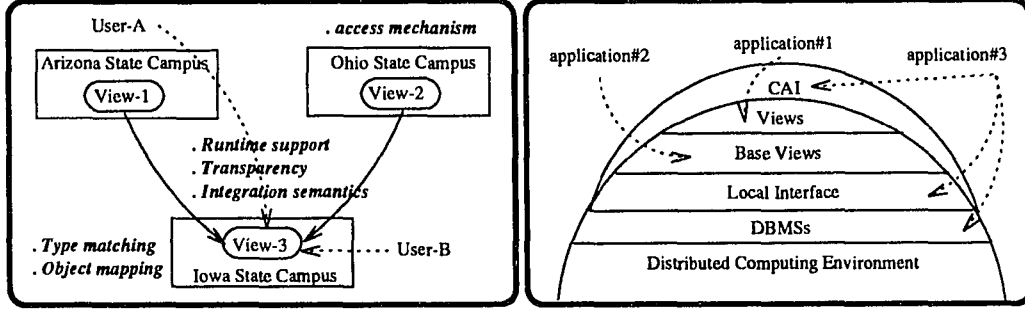 User-A
. access mechanism
Arizona State Campus
Ohio State Campus
View-1
View-2
. Runtime support
. Transparency
. Integration semantics
. Type matching
. Object mapping
View-3
User-B
Iowa State Campus
application#1
application#2
application#3
CAI
Views
Base Views
Local Interface
DBMSs
Distributed Computing Environment